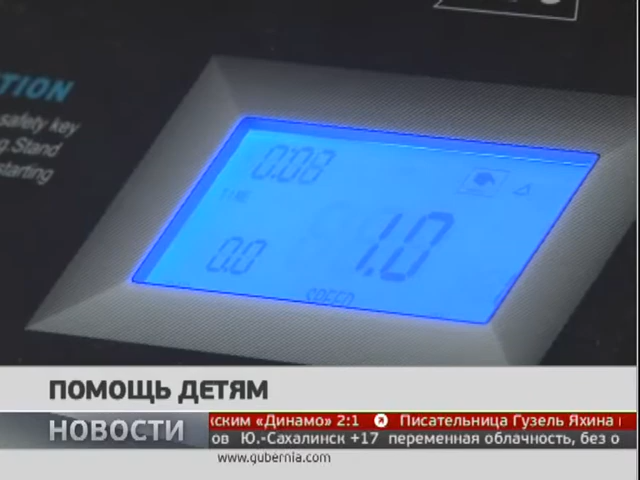 TION
safety key
g.Stand
starting
0:08
TIME
0.0
1.0
SPEED
ПОМОЩЬ ДЕТЯМ
НОВОСТИ
ским «Динамо» 2:1 Писательница Гузель Яхина
ов Ю.-Сахалинск +17 переменная облачность, без о
www.gubernia.com